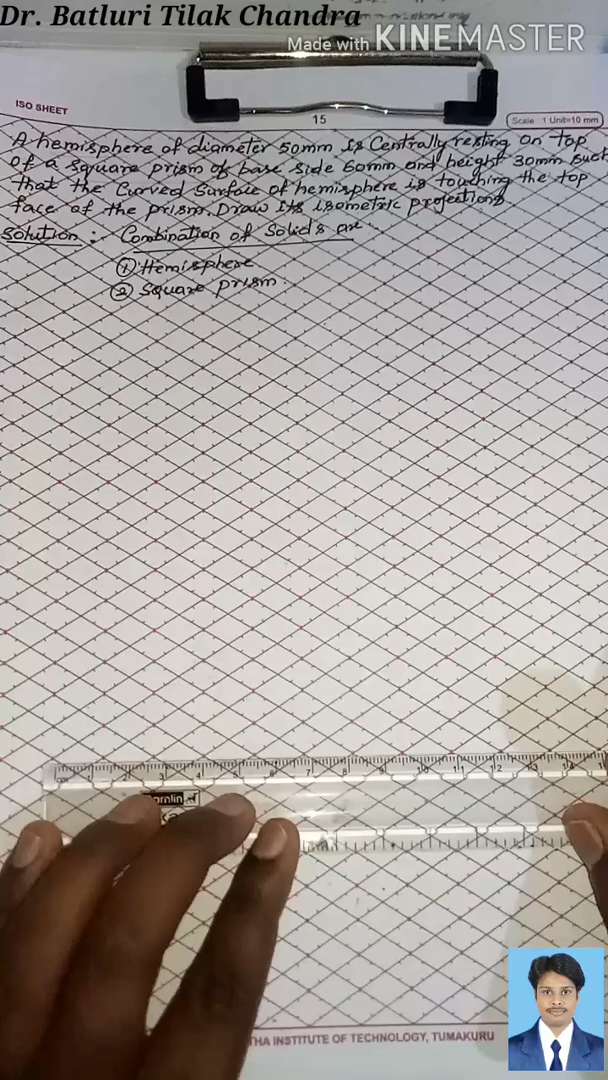 Dr. Batluri Tilak Chandra
Made with KINEMASTER
ISO SHEET
15
Scale 1 Unit=10 mm
A hemisphere of diameter 50mm is Centrally resting on top
of a square prism of base side 60mm and height 30mm such
that the Curved surface of hemisphere is touching the top
face of the prism. Draw its isometric projections
Solution :- Combination of Solids are
① Hemisphere
② Square prism.
THA INSTITUTE OF TECHNOLOGY, TUMAKURU